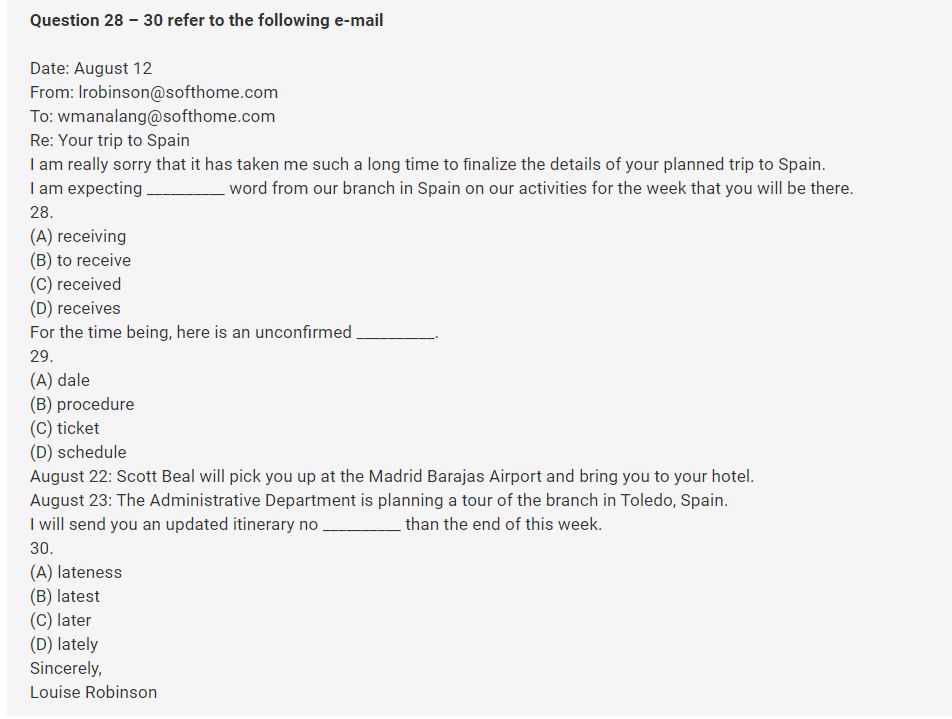 Question 28 – 30 refer to the following e-mail
Date: August 12
From: lrobinson@softhome.com
To: wmanalang@softhome.com
Re: Your trip to Spain
I am really sorry that it has taken me such a long time to finalize the details of your planned trip to Spain.
I am expecting __________ word from our branch in Spain on our activities for the week that you will be there.
28.
(A) receiving
(B) to receive
(C) received
(D) receives
For the time being, here is an unconfirmed __________.
29.
(A) dale
(B) procedure
(C) ticket
(D) schedule
August 22: Scott Beal will pick you up at the Madrid Barajas Airport and bring you to your hotel.
August 23: The Administrative Department is planning a tour of the branch in Toledo, Spain.
I will send you an updated itinerary no __________ than the end of this week.
30.
(A) lateness
(B) latest
(C) later
(D) lately
Sincerely,
Louise Robinson